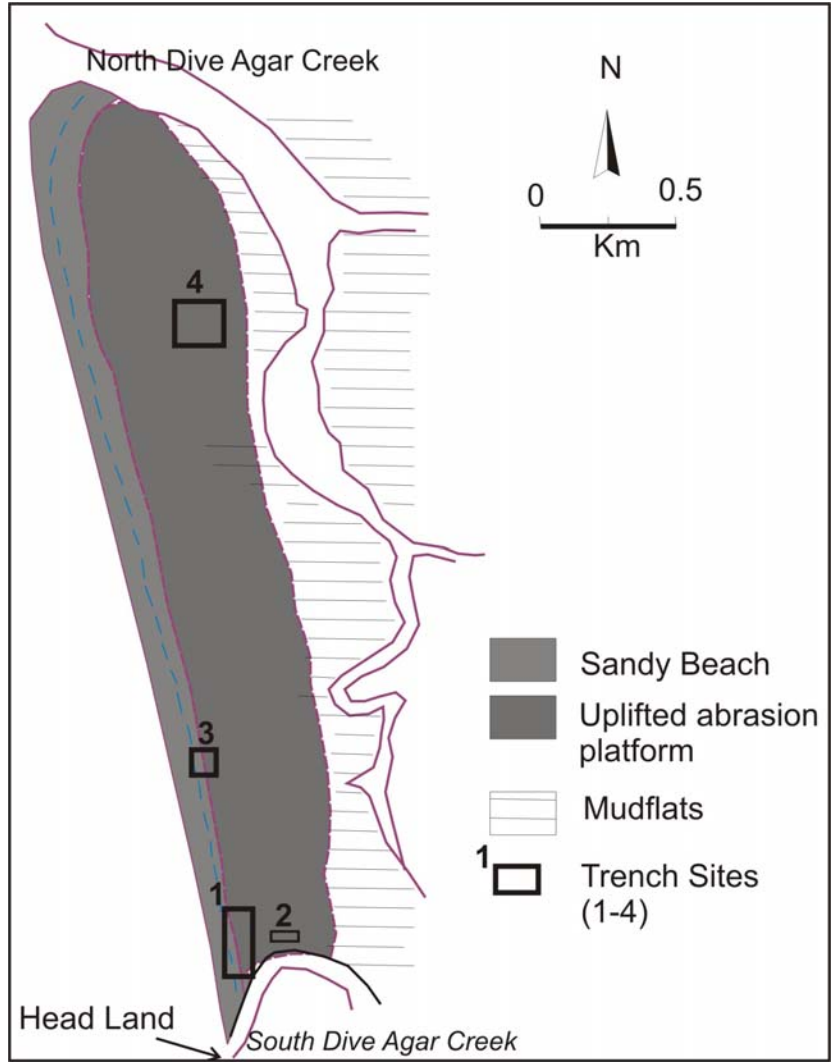 North Dive Agar Creek
N
0 0.5
Km
4
3
1
2
Sandy Beach
Uplifted abrasion
platform
Mudflats
1 Trench Sites
(1-4)
Head Land
South Dive Agar Creek